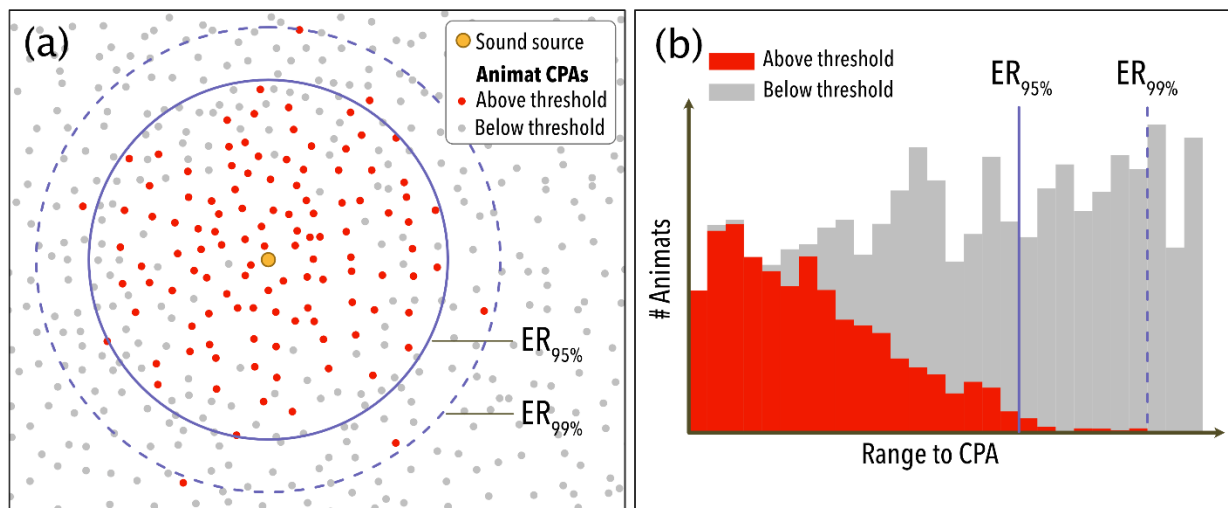 (a)
Sound source
Animat CPAs
Above threshold
Below threshold
ER95%
ER99%
(b)
Above threshold
Below threshold
ER95%
ER99%
# Animats
Range to CPA